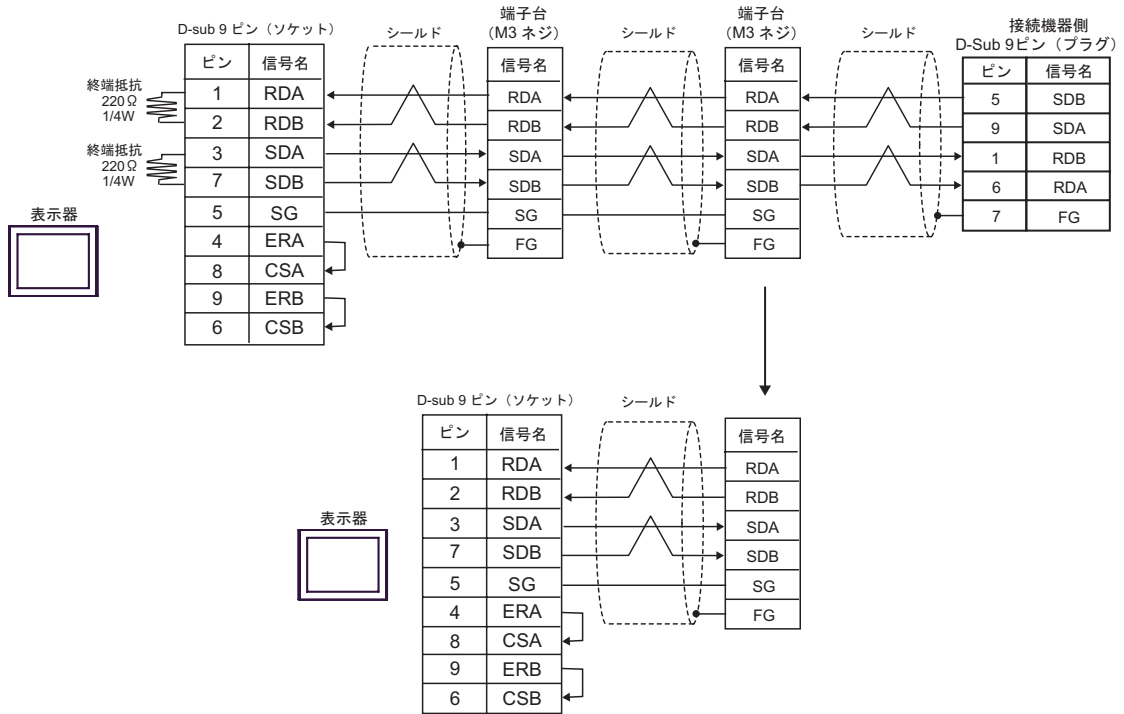 D-sub 9 ピン（ソケット）
シールド
端子台
（M3 ネジ）
シールド
端子台
（M3 ネジ）
シールド
接続機器側
D-Sub 9ピン（プラグ）
終端抵抗
220Ω
1/4W
終端抵抗
220Ω
1/4W
表示器
ピン 信号名
1 RDA
2 RDB
3 SDA
7 SDB
5 SG
4 ERA
8 CSA
9 ERB
6 CSB
信号名
RDA
RDB
SDA
SDB
SG
FG
信号名
RDA
RDB
SDA
SDB
SG
FG
ピン 信号名
5 SDB
9 SDA
1 RDB
6 RDA
7 FG
D-sub 9 ピン（ソケット）
シールド
表示器
ピン 信号名
1 RDA
2 RDB
3 SDA
7 SDB
5 SG
4 ERA
8 CSA
9 ERB
6 CSB
信号名
RDA
RDB
SDA
SDB
SG
FG